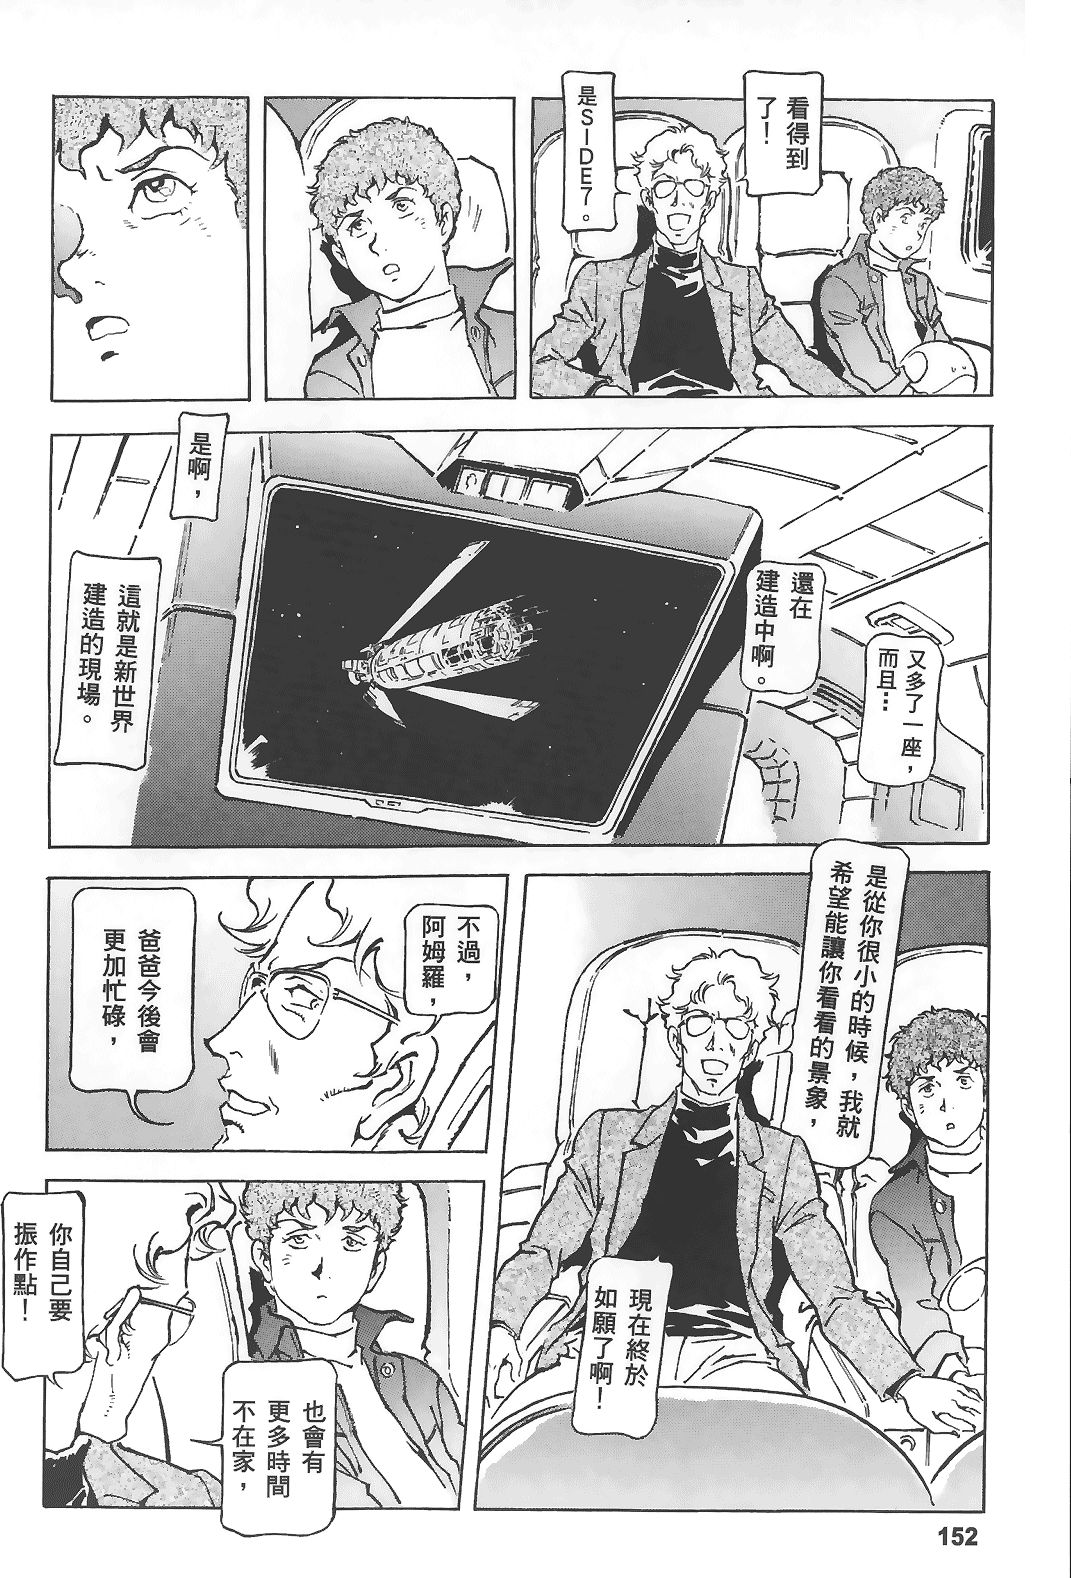 看得到
了！
是SIDE7。
又多了一座，
而且…
還在
建造中啊。
是啊，
這就是新世界
建造的現場。
是從你很小的時候，我就
希望能讓你看看的景象，
現在終於
如願了啊！
不過，
阿姆羅，
爸爸今後會
更加忙碌，
也會有
更多時間
不在家，
你自己要
振作點！
152